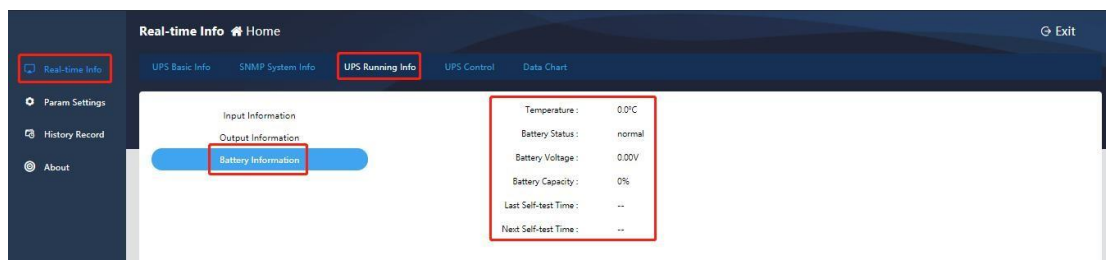 Real-time Info Home
Exit
Real-time Info
Param Settings
History Record
About
UPS Basic Info SNMP System Info UPS Running Info UPS Control Data Chart
Input Information
Output Information
Battery Information
Temperature : 0.0°C
Battery Status : normal
Battery Voltage : 0.00V
Battery Capacity : 0%
Last Self-test Time : --
Next Self-test Time : --